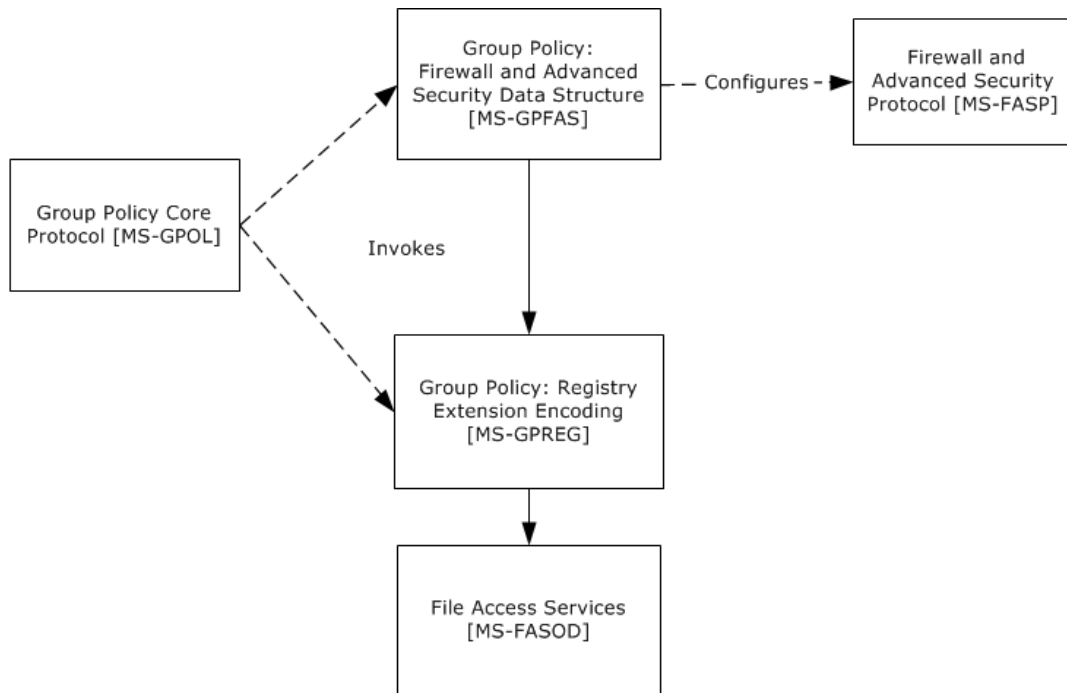 Group Policy:
Firewall and Advanced
Security Data Structure
[MS-GPFAS]
Configures
Firewall and
Advanced Security
Protocol [MS-FASP]
Group Policy Core
Protocol [MS-GPOL]
Invokes
Group Policy: Registry
Extension Encoding
[MS-GPREG]
File Access Services
[MS-FASOD]